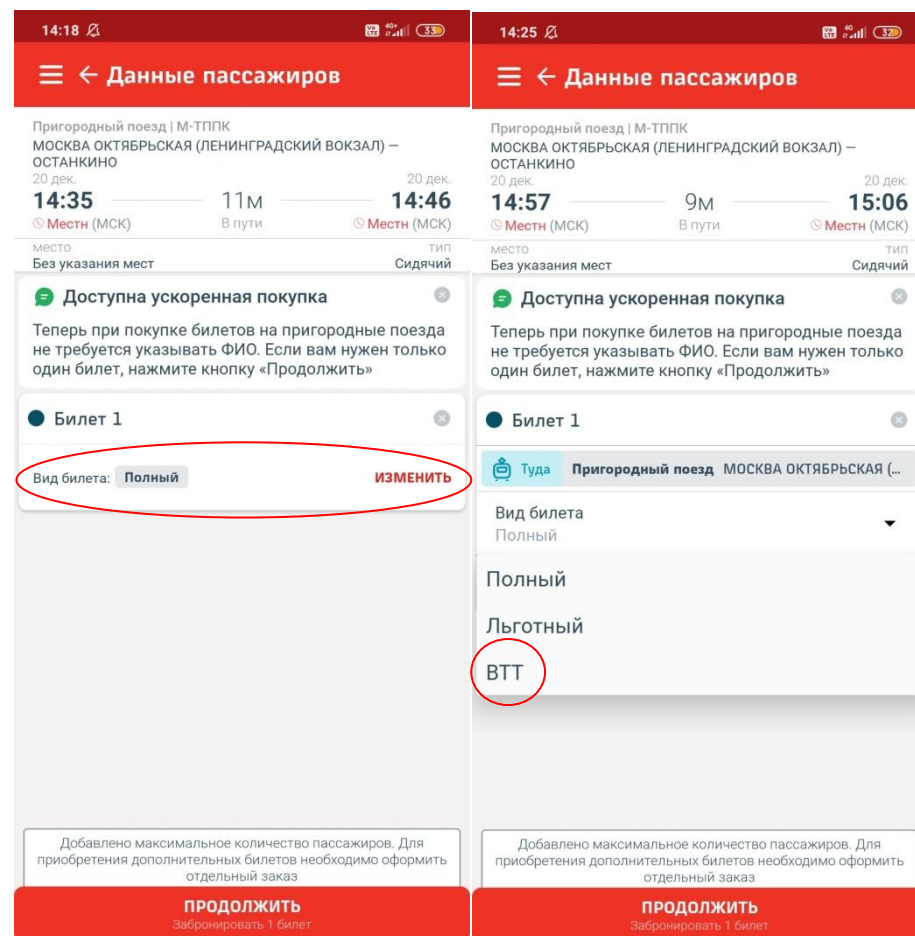 14:18
4G+
33
Данные пассажиров
Пригородный поезд | М-ТППК
МОСКВА ОКТЯБРЬСКАЯ (ЛЕНИНГРАДСКИЙ ВОКЗАЛ) —
ОСТАНКИНО
20 дек. 20 дек.
14:35 11м 14:46
Местн (МСК) В пути Местн (МСК)
место тип
Без указания мест Сидячий
Доступна ускоренная покупка
Теперь при покупке билетов на пригородные поезда
не требуется указывать ФИО. Если вам нужен только
один билет, нажмите кнопку «Продолжить»
Билет 1
Вид билета: Полный ИЗМЕНИТЬ
Добавлено максимальное количество пассажиров. Для
приобретения дополнительных билетов необходимо оформить
отдельный заказ
ПРОДОЛЖИТЬ
Забронировать 1 билет
14:25
4G
32
Данные пассажиров
Пригородный поезд | М-ТППК
МОСКВА ОКТЯБРЬСКАЯ (ЛЕНИНГРАДСКИЙ ВОКЗАЛ) —
ОСТАНКИНО
20 дек. 20 дек.
14:57 9м 15:06
Местн (МСК) В пути Местн (МСК)
место тип
Без указания мест Сидячий
Доступна ускоренная покупка
Теперь при покупке билетов на пригородные поезда
не требуется указывать ФИО. Если вам нужен только
один билет, нажмите кнопку «Продолжить»
Билет 1
Туда Пригородный поезд МОСКВА ОКТЯБРЬСКАЯ (...
Вид билета
Полный
Полный
Льготный
ВТТ
Добавлено максимальное количество пассажиров. Для
приобретения дополнительных билетов необходимо оформить
отдельный заказ
ПРОДОЛЖИТЬ
Забронировать 1 билет